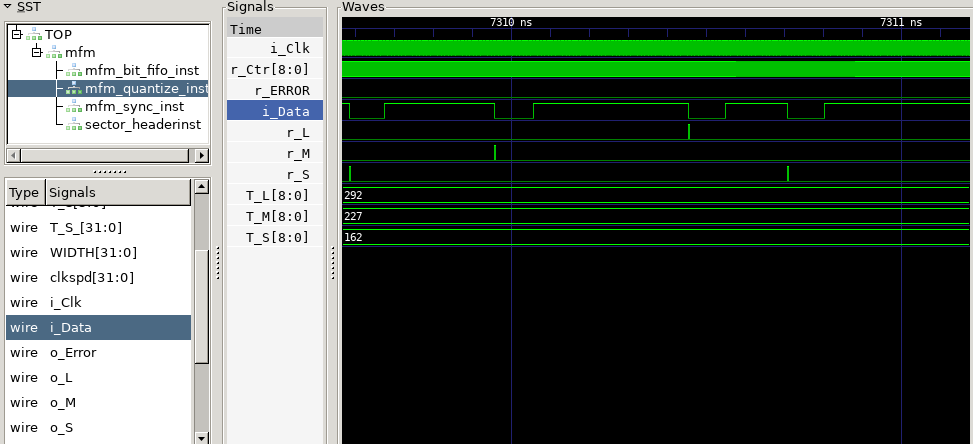 SST
TOP
mfm
mfm_bit_fifo_inst
mfm_quantize_inst
mfm_sync_inst
sector_headerinst
Type Signals
wire T_S_[31:0]
wire WIDTH[31:0]
wire clkspd[31:0]
wire i_Clk
wire i_Data
wire o_Error
wire o_L
wire o_M
wire o_S
Signals
Time
i_Clk
r_Ctr[8:0]
r_ERROR
i_Data
r_L
r_M
r_S
T_L[8:0]
T_M[8:0]
T_S[8:0]
Waves
7310 ns 7311 ns
292
227
162